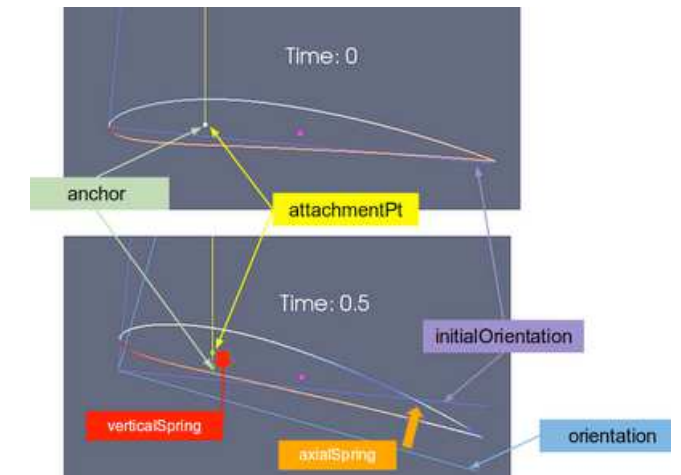 Time: 0
anchor
attachmentPt
Time: 0.5
initialOrientation
verticalSpring
orientation
axialSpring